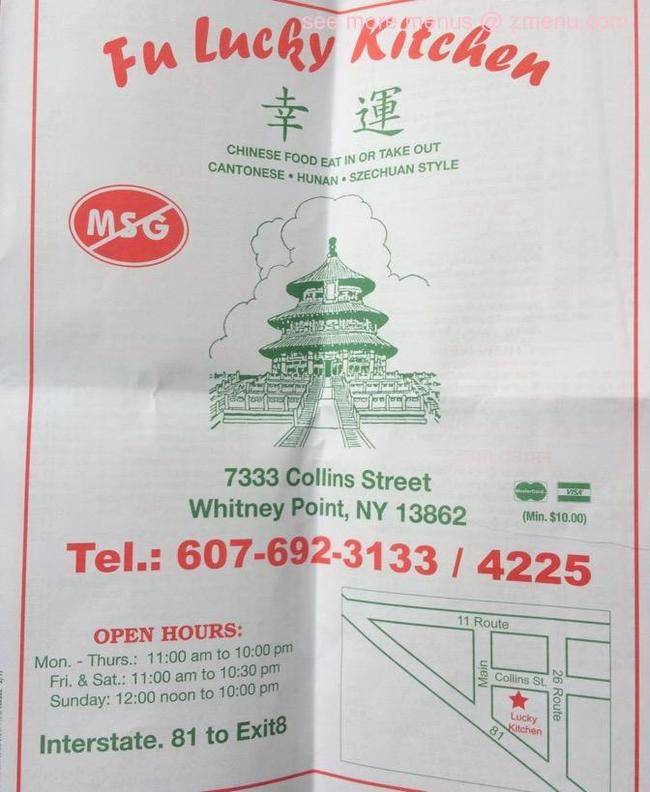 see more menus @ zmenu.com
Fu Lucky Kitchen
幸 運
CHINESE FOOD EAT IN OR TAKE OUT
CANTONESE • HUNAN • SZECHUAN STYLE
MSG
7333 Collins Street
Whitney Point, NY 13862
MasterCard VISA
(Min. $10.00)
Tel.: 607-692-3133 / 4225
OPEN HOURS:
Mon. - Thurs.: 11:00 am to 10:00 pm
Fri. & Sat.: 11:00 am to 10:30 pm
Sunday: 12:00 noon to 10:00 pm
Interstate. 81 to Exit8
11 Route
Main
Collins St.
26 Route
Lucky
Kitchen
81